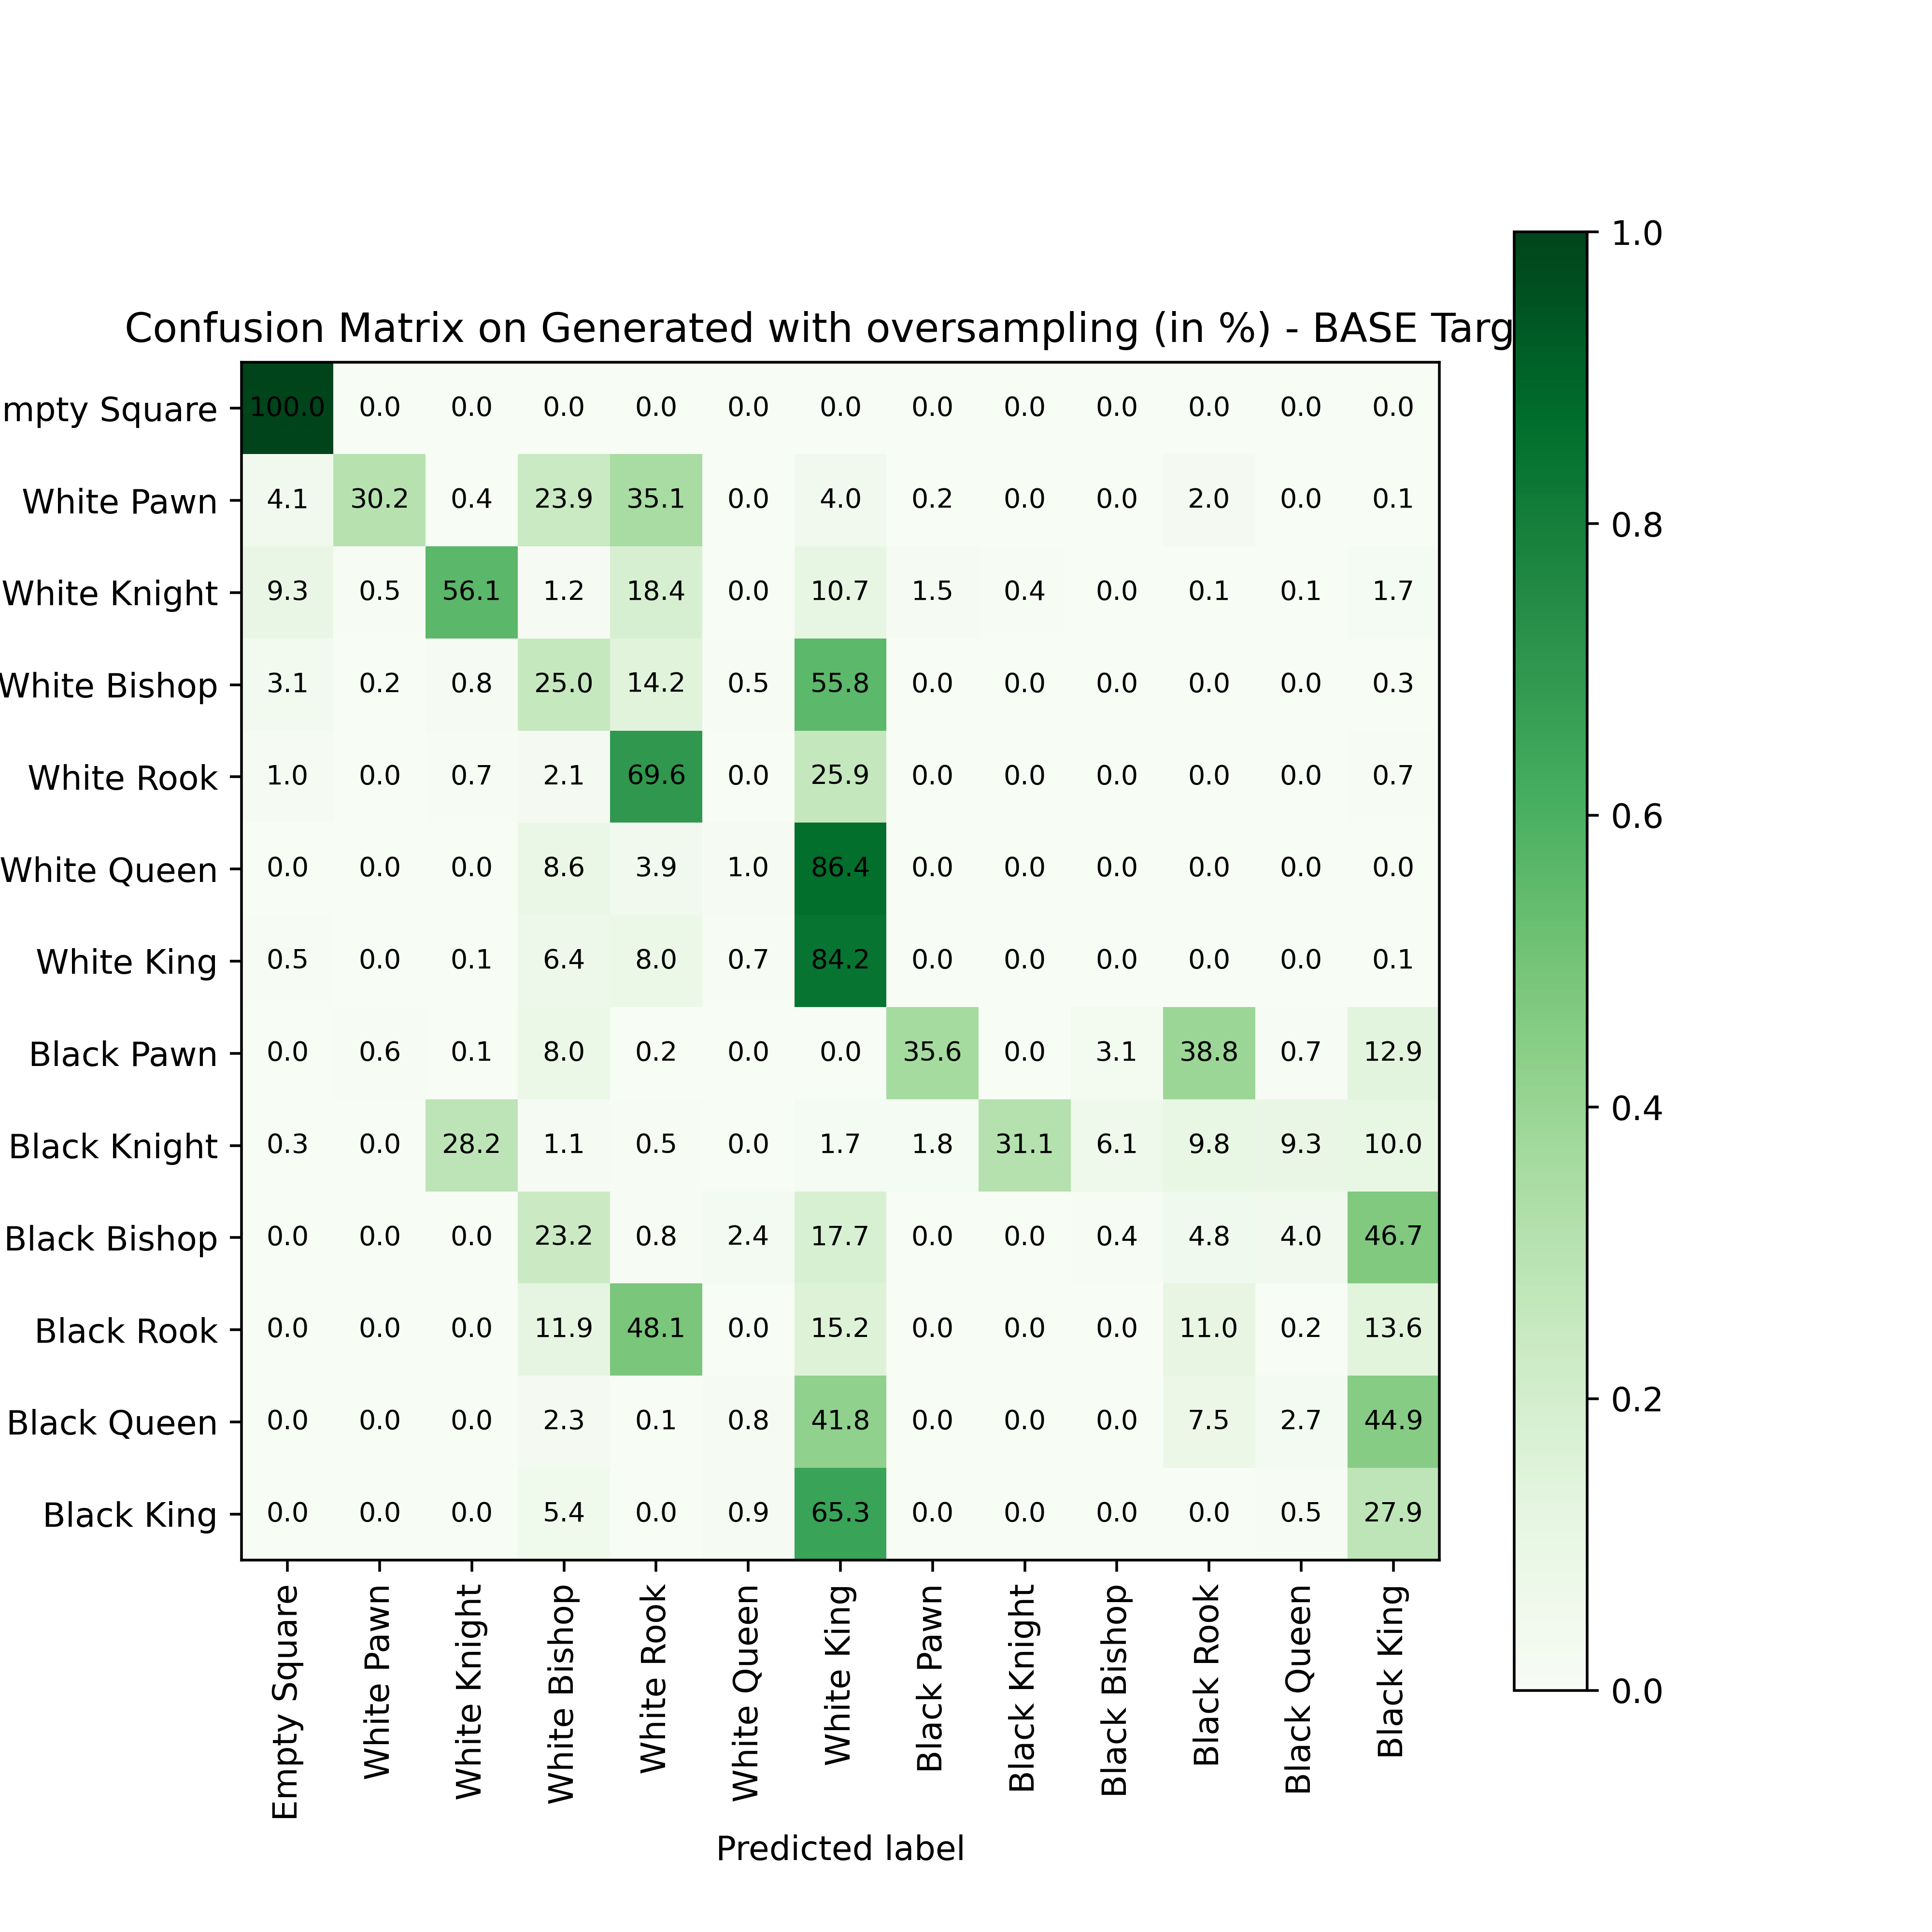 Confusion Matrix on Generated with oversampling (in %) - BASE Targ
mpty Square 100.0 0.0 0.0 0.0 0.0 0.0 0.0 0.0 0.0 0.0 0.0 0.0 0.0
White Pawn 4.1 30.2 0.4 23.9 35.1 0.0 4.0 0.2 0.0 0.0 2.0 0.0 0.1
White Knight 9.3 0.5 56.1 1.2 18.4 0.0 10.7 1.5 0.4 0.0 0.1 0.1 1.7
White Bishop 3.1 0.2 0.8 25.0 14.2 0.5 55.8 0.0 0.0 0.0 0.0 0.0 0.3
White Rook 1.0 0.0 0.7 2.1 69.6 0.0 25.9 0.0 0.0 0.0 0.0 0.0 0.7
White Queen 0.0 0.0 0.0 8.6 3.9 1.0 86.4 0.0 0.0 0.0 0.0 0.0 0.0
White King 0.5 0.0 0.1 6.4 8.0 0.7 84.2 0.0 0.0 0.0 0.0 0.0 0.1
Black Pawn 0.0 0.6 0.1 8.0 0.2 0.0 0.0 35.6 0.0 3.1 38.8 0.7 12.9
Black Knight 0.3 0.0 28.2 1.1 0.5 0.0 1.7 1.8 31.1 6.1 9.8 9.3 10.0
Black Bishop 0.0 0.0 0.0 23.2 0.8 2.4 17.7 0.0 0.0 0.4 4.8 4.0 46.7
Black Rook 0.0 0.0 0.0 11.9 48.1 0.0 15.2 0.0 0.0 0.0 11.0 0.2 13.6
Black Queen 0.0 0.0 0.0 2.3 0.1 0.8 41.8 0.0 0.0 0.0 7.5 2.7 44.9
Black King 0.0 0.0 0.0 5.4 0.0 0.9 65.3 0.0 0.0 0.0 0.0 0.5 27.9
Empty Square
White Pawn
White Knight
White Bishop
White Rook
White Queen
White King
Black Pawn
Black Knight
Black Bishop
Black Rook
Black Queen
Black King
Predicted label
1.0
0.8
0.6
0.4
0.2
0.0